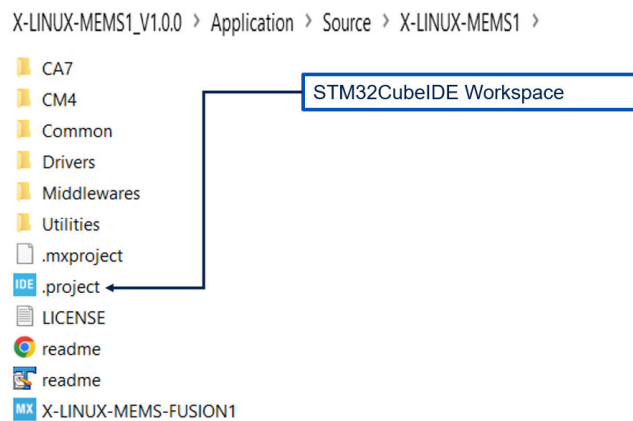 X-LINUX-MEMS1_V1.0.0 > Application > Source > X-LINUX-MEMS1 >
CA7
STM32CubeIDE Workspace
CM4
Common
Drivers
Middlewares
Utilities
.mxproject
IDE .project
LICENSE
readme
readme
MX X-LINUX-MEMS-FUSION1